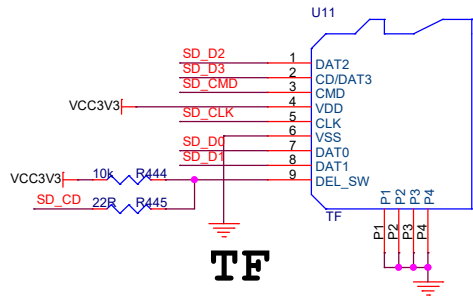 U11
SD_D2 1 DAT2
SD_D3 2 CD/DAT3
SD_CMD 3 CMD
VCC3V3 4 VDD
SD_CLK 5 CLK
6 VSS
SD_D0 7 DAT0
SD_D1 8 DAT1
VCC3V3 10k R444 9 DEL_SW
SD_CD 22R R445
P1 P2 P3 P4
TF
P1 P2 P3 P4
TF